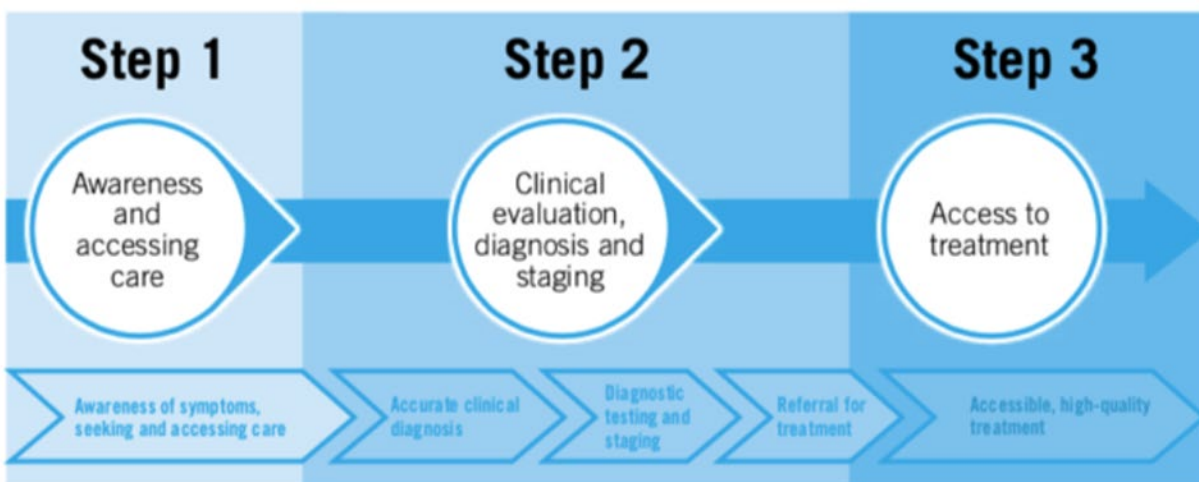 Step 1
Step 2
Step 3
Awareness
and
accessing
care
Clinical
evaluation,
diagnosis and
staging
Access to
treatment
Awareness of symptoms,
seeking and accessing care
Accurate clinical
diagnosis
Diagnostic
testing and
staging
Referral for
treatment
Accessible, high-quality
treatment